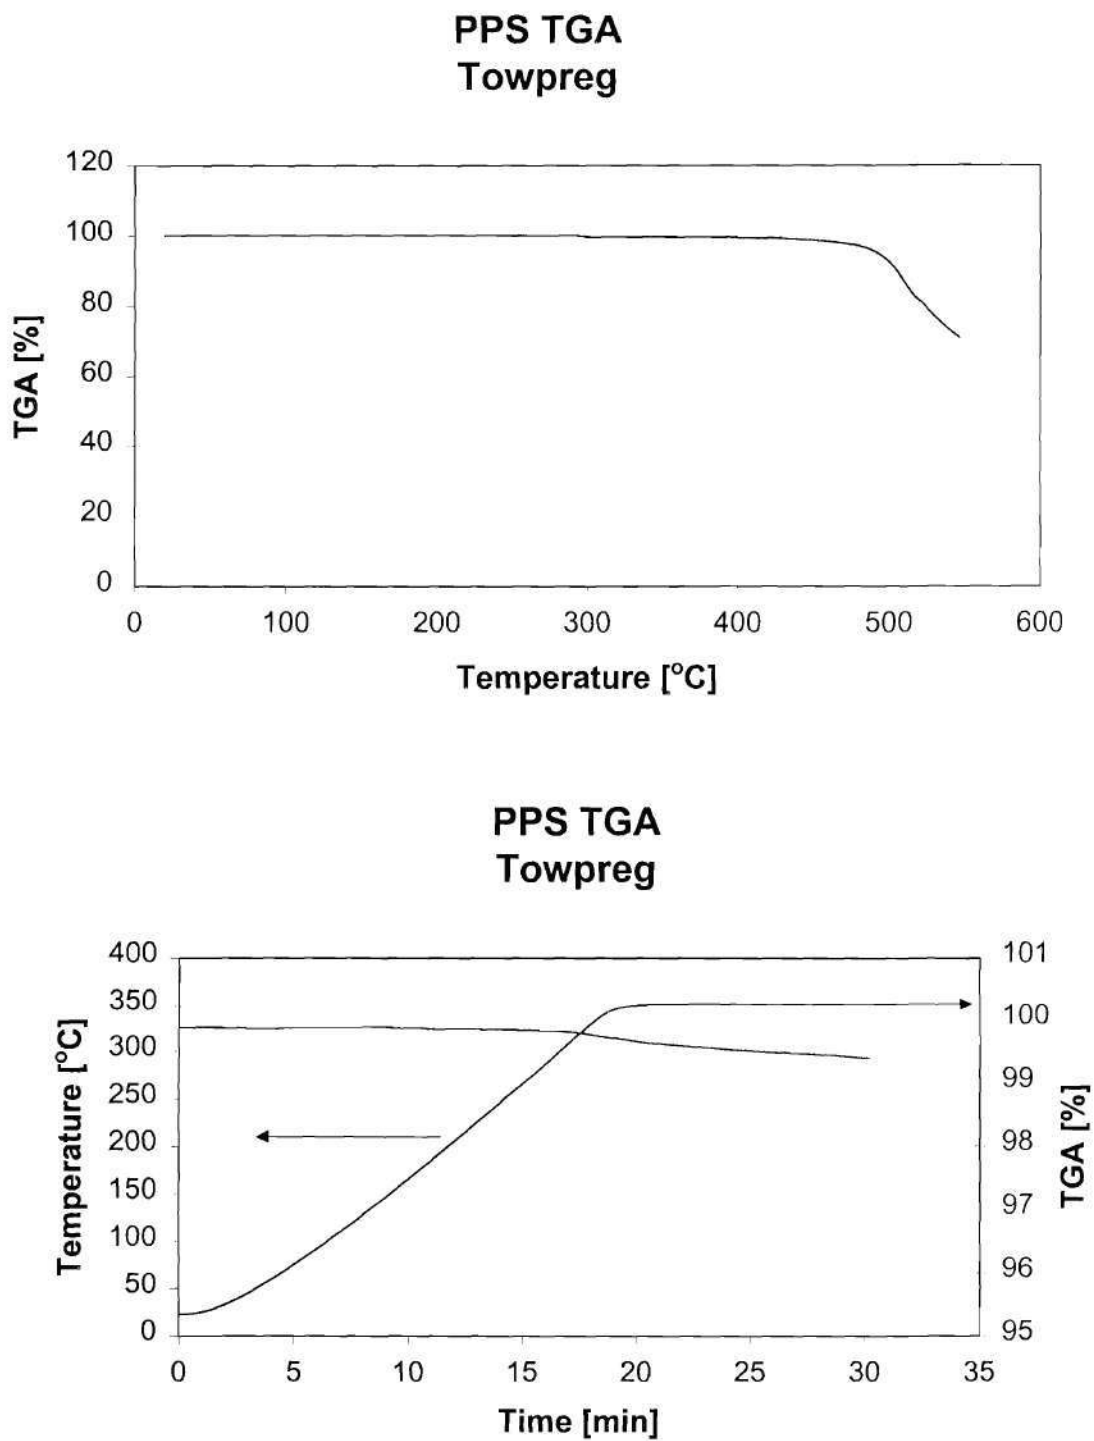 PPS TGA
Towpreg
120
100
80
60
40
20
0
TGA [%]
0 100 200 300 400 500 600
Temperature [°C]
PPS TGA
Towpreg
400
350
300
250
200
150
100
50
0
Temperature [°C]
101
100
99
98
97
96
95
TGA [%]
0 5 10 15 20 25 30 35
Time [min]